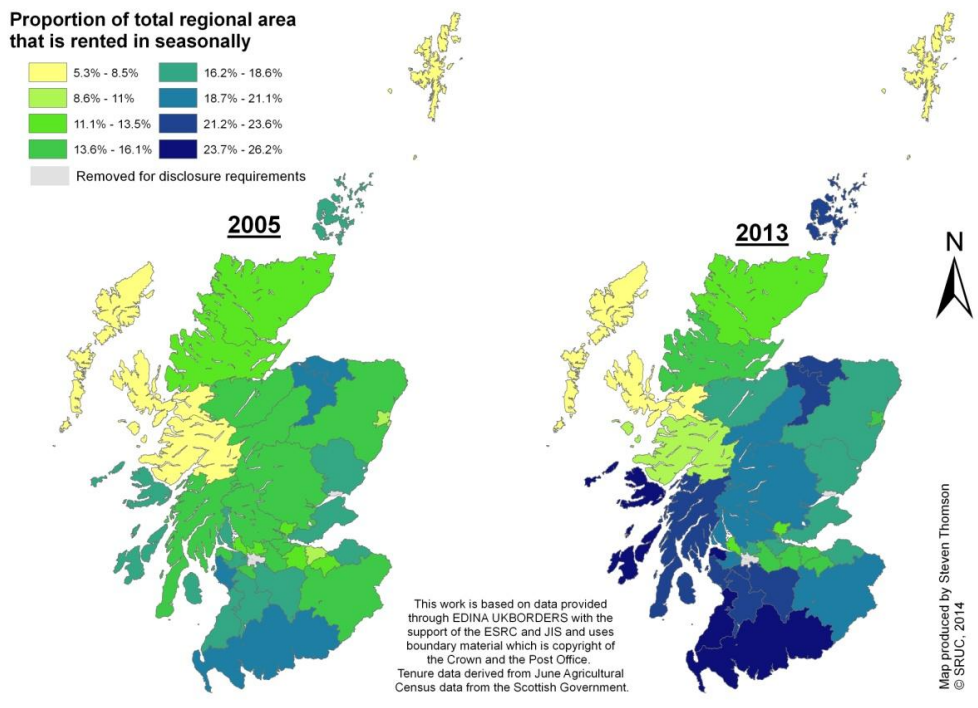 Proportion of total regional area
that is rented in seasonally
5.3% - 8.5%
16.2% - 18.6%
8.6% - 11%
18.7% - 21.1%
11.1% - 13.5%
21.2% - 23.6%
13.6% - 16.1%
23.7% - 26.2%
Removed for disclosure requirements
2005
2013
N
This work is based on data provided
through EDINA UKBORDERS with the
support of the ESRC and JIS and uses
boundary material which is copyright of
the Crown and the Post Office.
Tenure data derived from June Agricultural
Census data from the Scottish Government.
Map produced by Steven Thomson
© SRUC, 2014